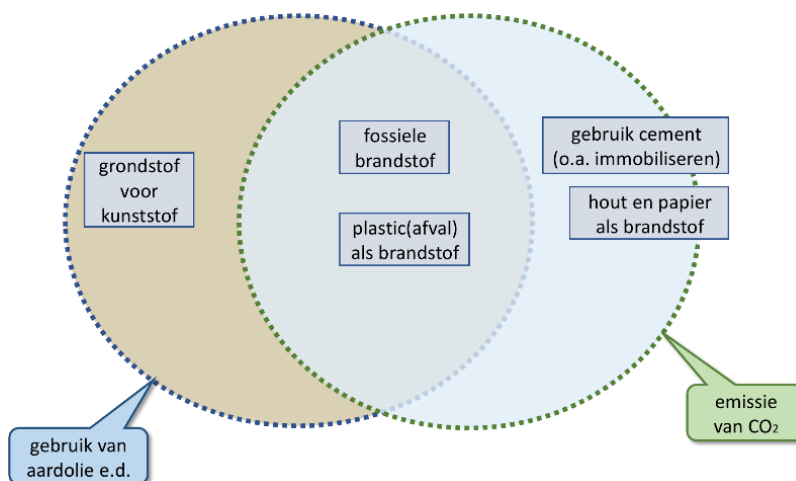 grondstof
voor
kunststof
fossiele
brandstof
plastic(afval)
als brandstof
gebruik cement
(o.a. immobiliseren)
hout en papier
als brandstof
gebruik van
aardolie e.d.
emissie
van CO₂